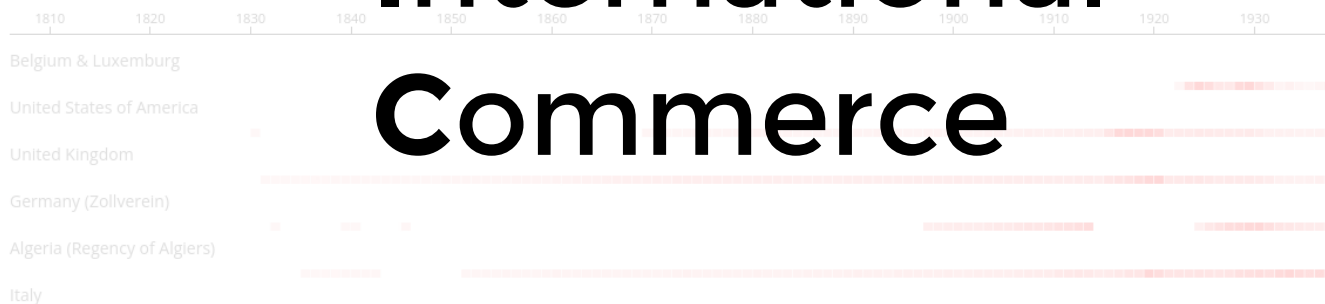 International
1810 1820 1830 1840 1850 1860 1870 1880 1890 1900 1910 1920 1930
Belgium & Luxemburg
Commerce
United States of America
United Kingdom
Germany (Zollverein)
Algeria (Regency of Algiers)
Italy